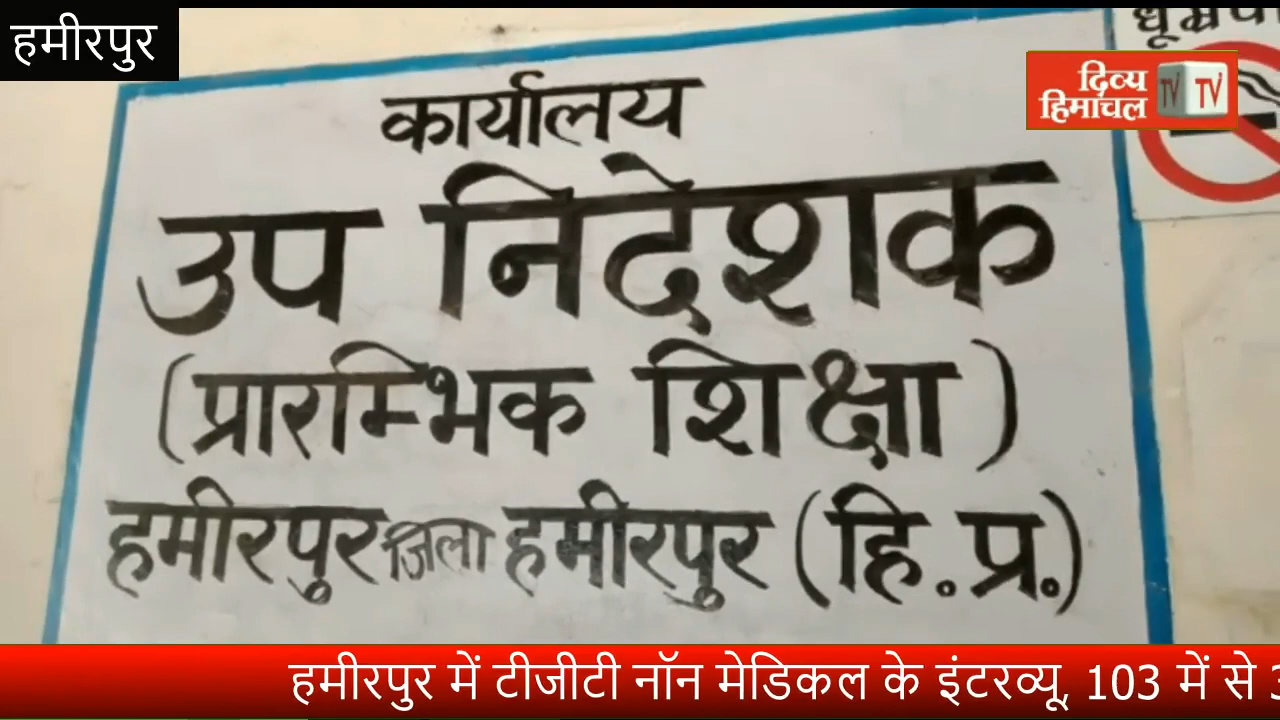 हमीरपुर
दिव्य
हिमाचल
TV TV
कार्यालय
उप निदेशक
(प्रारम्भिक शिक्षा)
हमीरपुर जिला हमीरपुर (हि.प्र.)
हमीरपुर में टीजीटी नॉन मेडिकल के इंटरव्यू, 103 में से